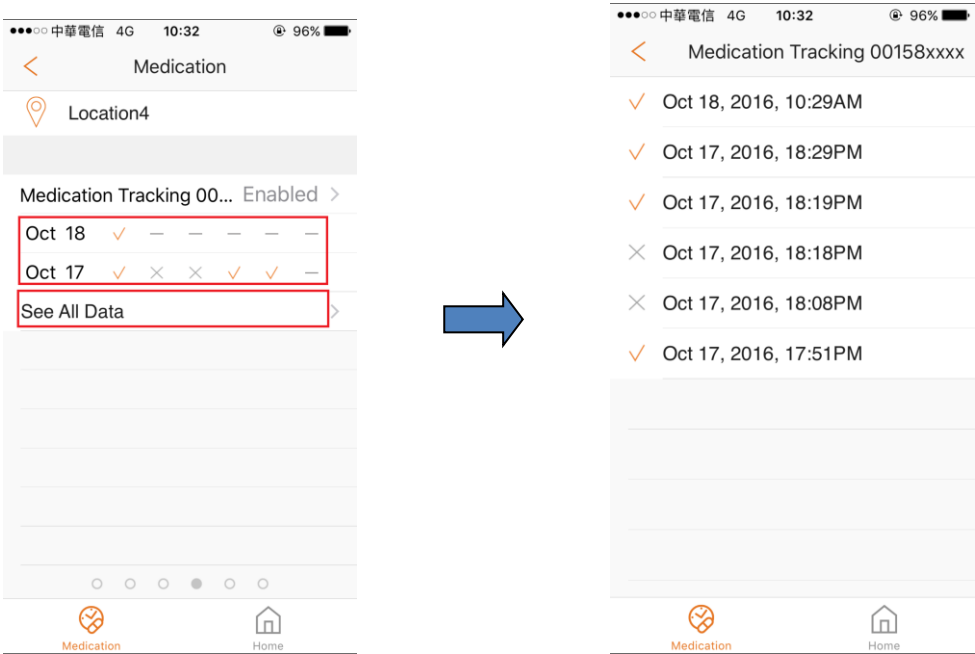 中華電信 4G 10:32 96%
Medication
Location4
Medication Tracking 00... Enabled
Oct 18
Oct 17
See All Data
Medication Home
中華電信 4G 10:32 96%
Medication Tracking 00158xxxx
Oct 18, 2016, 10:29AM
Oct 17, 2016, 18:29PM
Oct 17, 2016, 18:19PM
Oct 17, 2016, 18:18PM
Oct 17, 2016, 18:08PM
Oct 17, 2016, 17:51PM
Medication Home